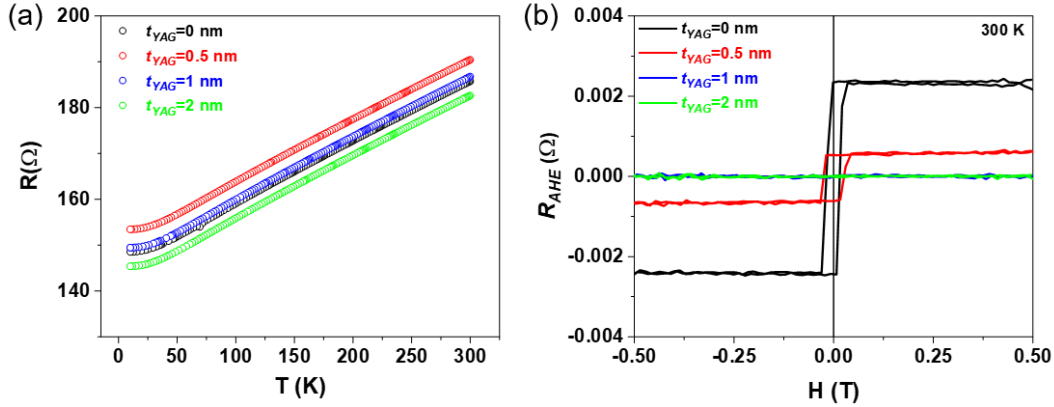 (a)
200
180
160
140
R(Ω)
0
50
100
150
200
250
300
T (K)
t_YAG=0 nm
t_YAG=0.5 nm
t_YAG=1 nm
t_YAG=2 nm
(b)
0.004
0.002
0.000
-0.002
-0.004
R_AHE (Ω)
-0.50
-0.25
0.00
0.25
0.50
H (T)
t_YAG=0 nm
t_YAG=0.5 nm
t_YAG=1 nm
t_YAG=2 nm
300 K